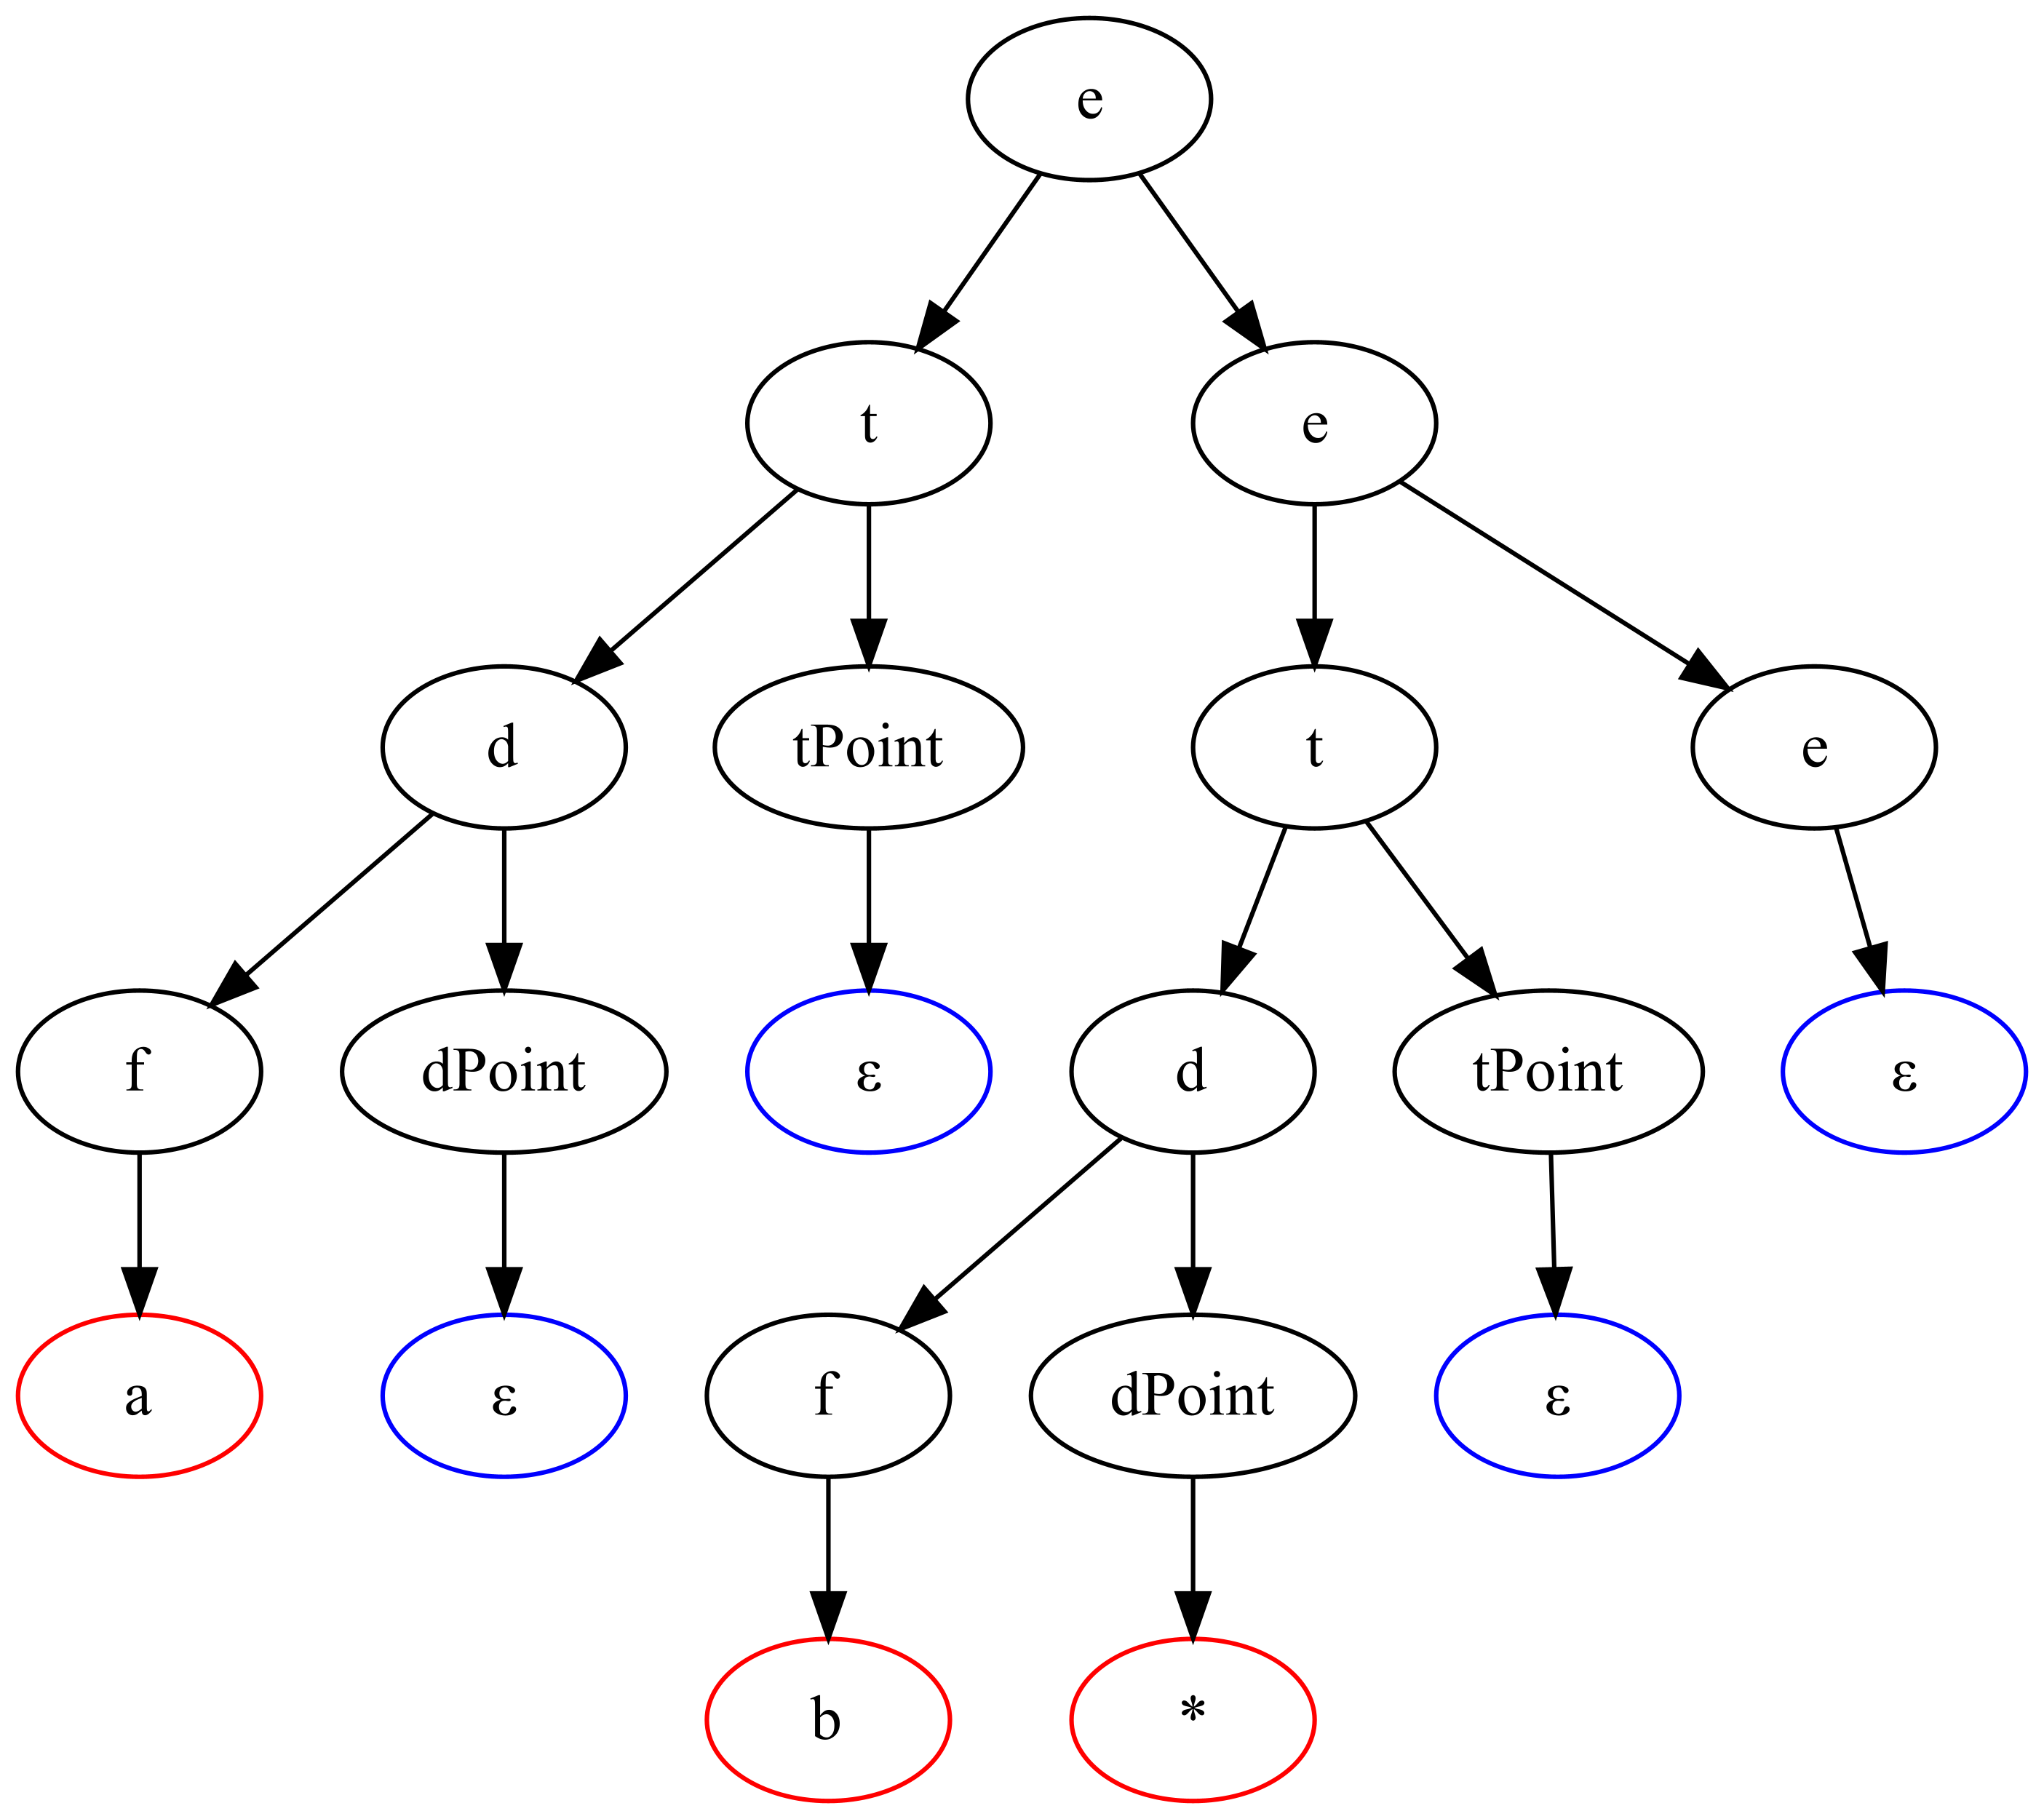 e
t
e
d
tPoint
t
e
f
dPoint
ε
d
tPoint
ε
a
ε
f
dPoint
ε
b
*